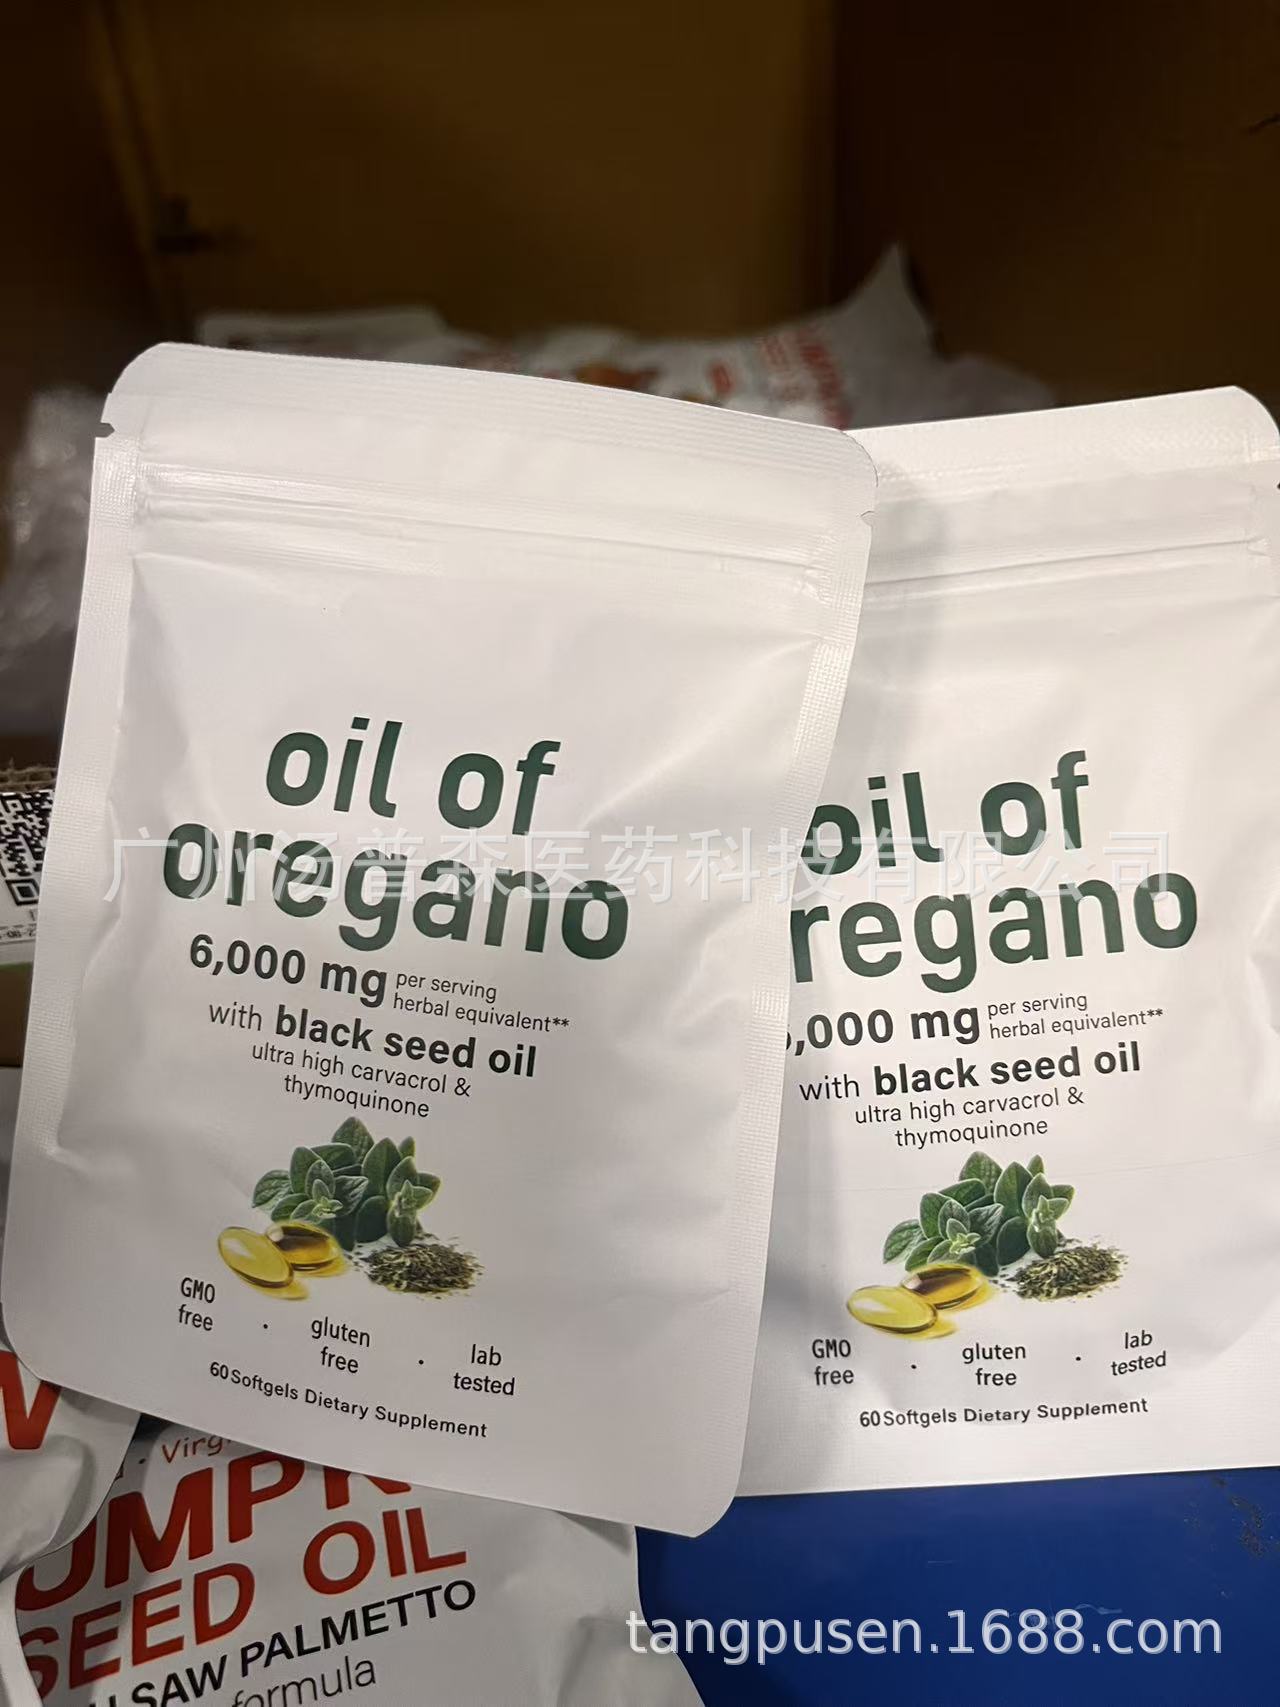 oil of
oregano
6,000 mg per serving
herbal equivalent**
with black seed oil
ultra high carvacrol &
thymoquinone
GMO
free
·
gluten
free
·
lab
tested
60 Softgels Dietary Supplement
oil of
regano
,000 mg per serving
herbal equivalent**
with black seed oil
ultra high carvacrol &
thymoquinone
GMO
free
·
gluten
free
·
lab
tested
60 Softgels Dietary Supplement
广州汤普森医药科技有限公司
SEED OIL
SAW PALMETTO
formula
tangpusen.1688.com